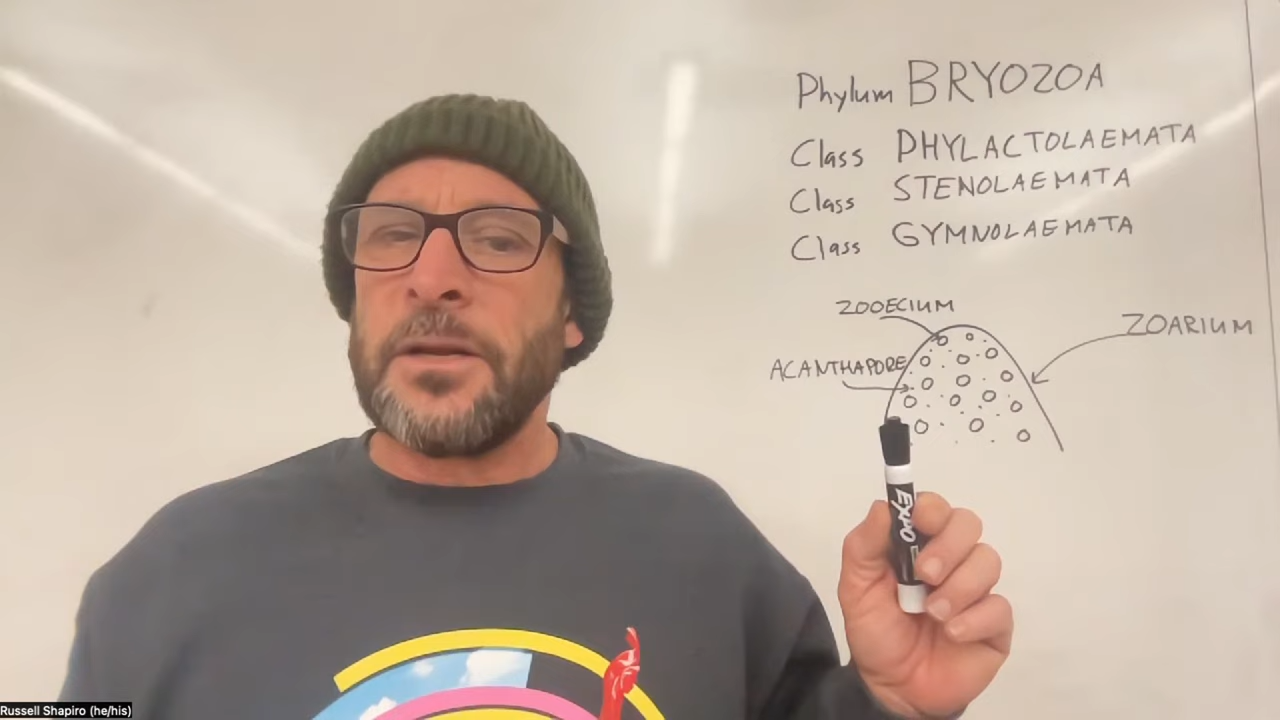 Phylum BRYOZOA
Class PHYLACTOLAEMATA
Class STENOLAEMATA
Class GYMNOLAEMATA
ZOOECIUM
ZOARIUM
ACANTHAPORE
EXPO
Russell Shapiro (he/his)